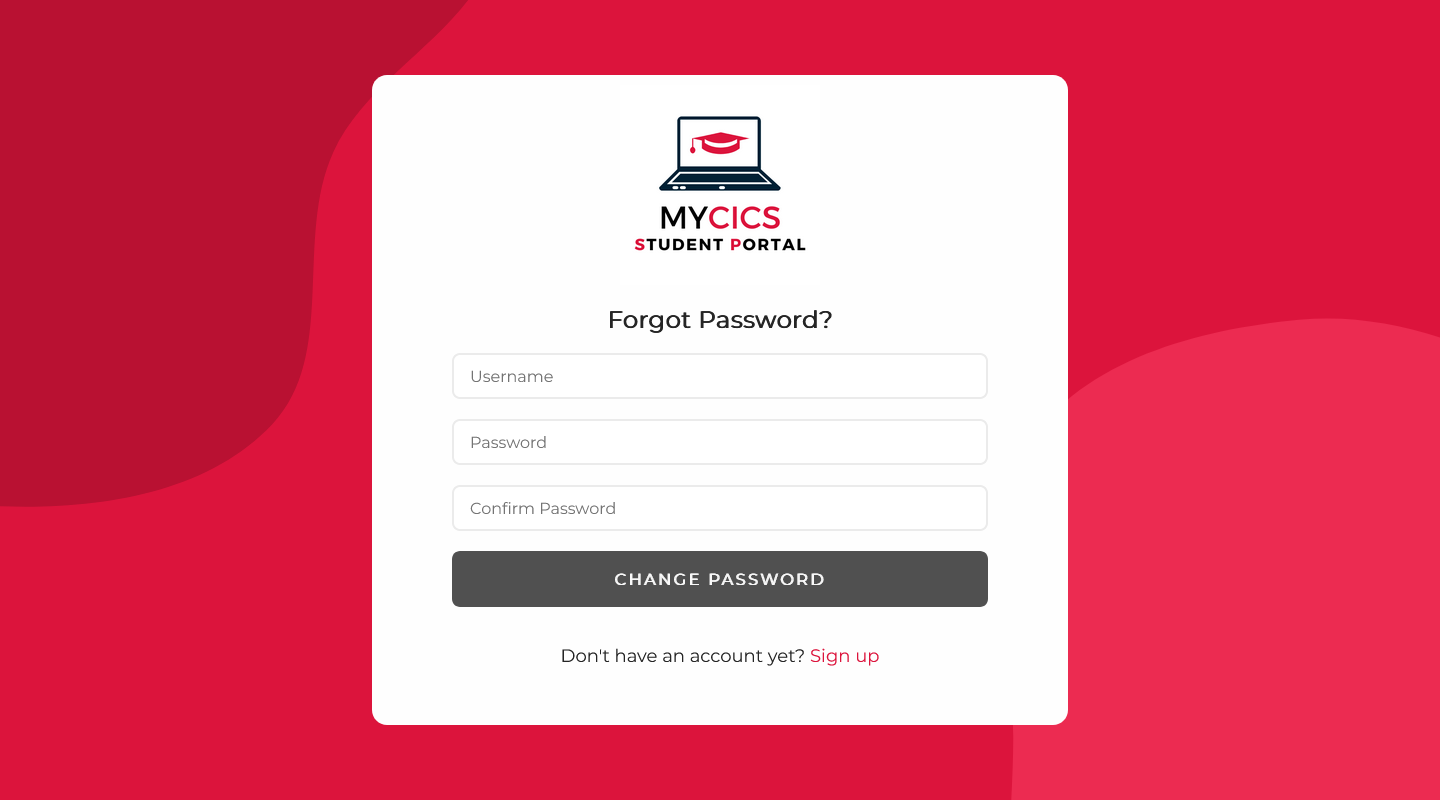 MYCICS
STUDENT PORTAL
Forgot Password?
Username
Password
Confirm Password
CHANGE PASSWORD
Don't have an account yet? Sign up